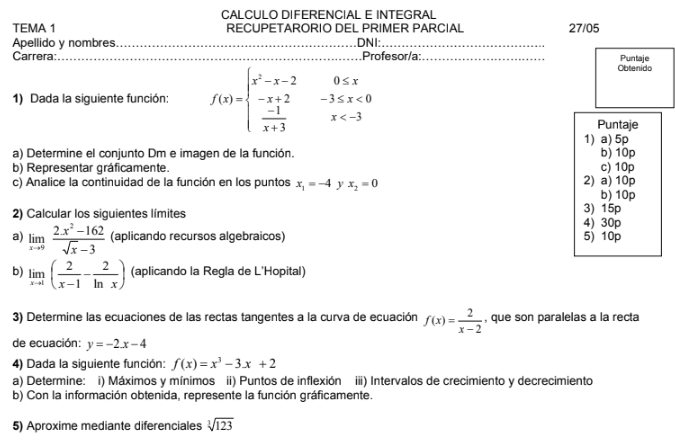 CALCULO DIFERENCIAL E INTEGRAL
TEMA 1 RECUPETARORIO DEL PRIMER PARCIAL 27/05
Apellido y nombres..............................................................DNI:..........................................
Carrera:..............................................................................Profesor/a:...............................
Puntaje
Obtenido
1) Dada la siguiente función: f(x) = { x² − x − 2   0 ≤ x
− x + 2   − 3 ≤ x < 0
−1/(x + 3)   x < −3
a) Determine el conjunto Dm e imagen de la función.
b) Representar gráficamente.
c) Analice la continuidad de la función en los puntos x₁ = −4 y x₂ = 0
2) Calcular los siguientes límites
a) lim x→9 (2.x² − 162)/(√x − 3) (aplicando recursos algebraicos)
b) lim x→1 (2/(x − 1) − 2/(ln x)) (aplicando la Regla de L'Hopital)
3) Determine las ecuaciones de las rectas tangentes a la curva de ecuación f(x) = 2/(x − 2), que son paralelas a la recta
de ecuación: y = −2.x − 4
4) Dada la siguiente función: f(x) = x³ − 3.x + 2
a) Determine: i) Máximos y mínimos ii) Puntos de inflexión iii) Intervalos de crecimiento y decrecimiento
b) Con la información obtenida, represente la función gráficamente.
5) Aproxime mediante diferenciales ∛123
Puntaje
1) a) 5p
b) 10p
c) 10p
2) a) 10p
b) 10p
3) 15p
4) 30p
5) 10p